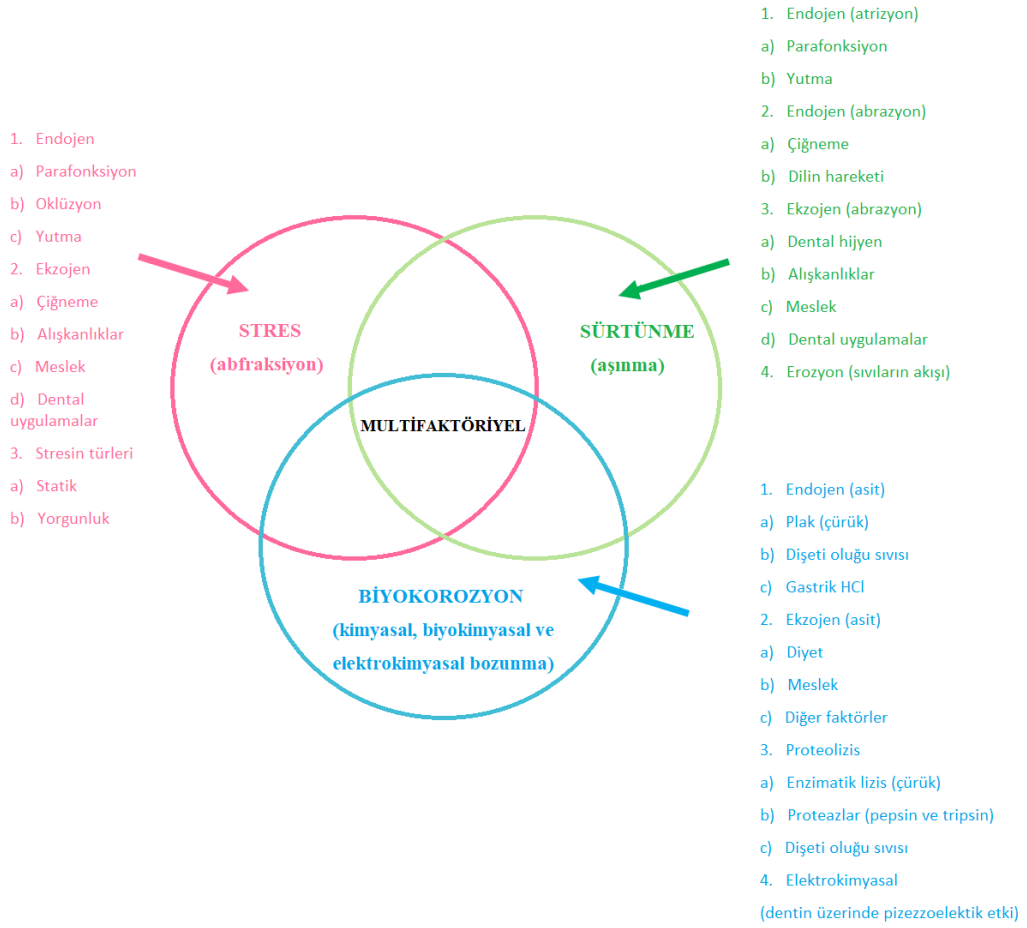 1. Endojen
a) Parafonksiyon
b) Oklüzyon
c) Yutma
2. Ekzojen
a) Çiğneme
b) Alışkanlıklar
c) Meslek
d) Dental
uygulamalar
3. Stresin türleri
a) Statik
b) Yorgunluk
STRES
(abfraksiyon)
SÜRTÜNME
(aşınma)
MULTİFAKTÖRİYEL
BİYOKOROZYON
(kimyasal, biyokimyasal ve
elektrokimyasal bozunma)
1. Endojen (atrizyon)
a) Parafonksiyon
b) Yutma
2. Endojen (abrazyon)
a) Çiğneme
b) Dilin hareketi
3. Ekzojen (abrazyon)
a) Dental hijyen
b) Alışkanlıklar
c) Meslek
d) Dental uygulamalar
4. Erozyon (sıvıların akışı)
1. Endojen (asit)
a) Plak (çürük)
b) Dişeti oluğu sıvısı
c) Gastrik HCl
2. Ekzojen (asit)
a) Diyet
b) Meslek
c) Diğer faktörler
3. Proteolizis
a) Enzimatik lizis (çürük)
b) Proteazlar (pepsin ve tripsin)
c) Dişeti oluğu sıvısı
4. Elektrokimyasal
(dentin üzerinde pizezzoelektik etki)